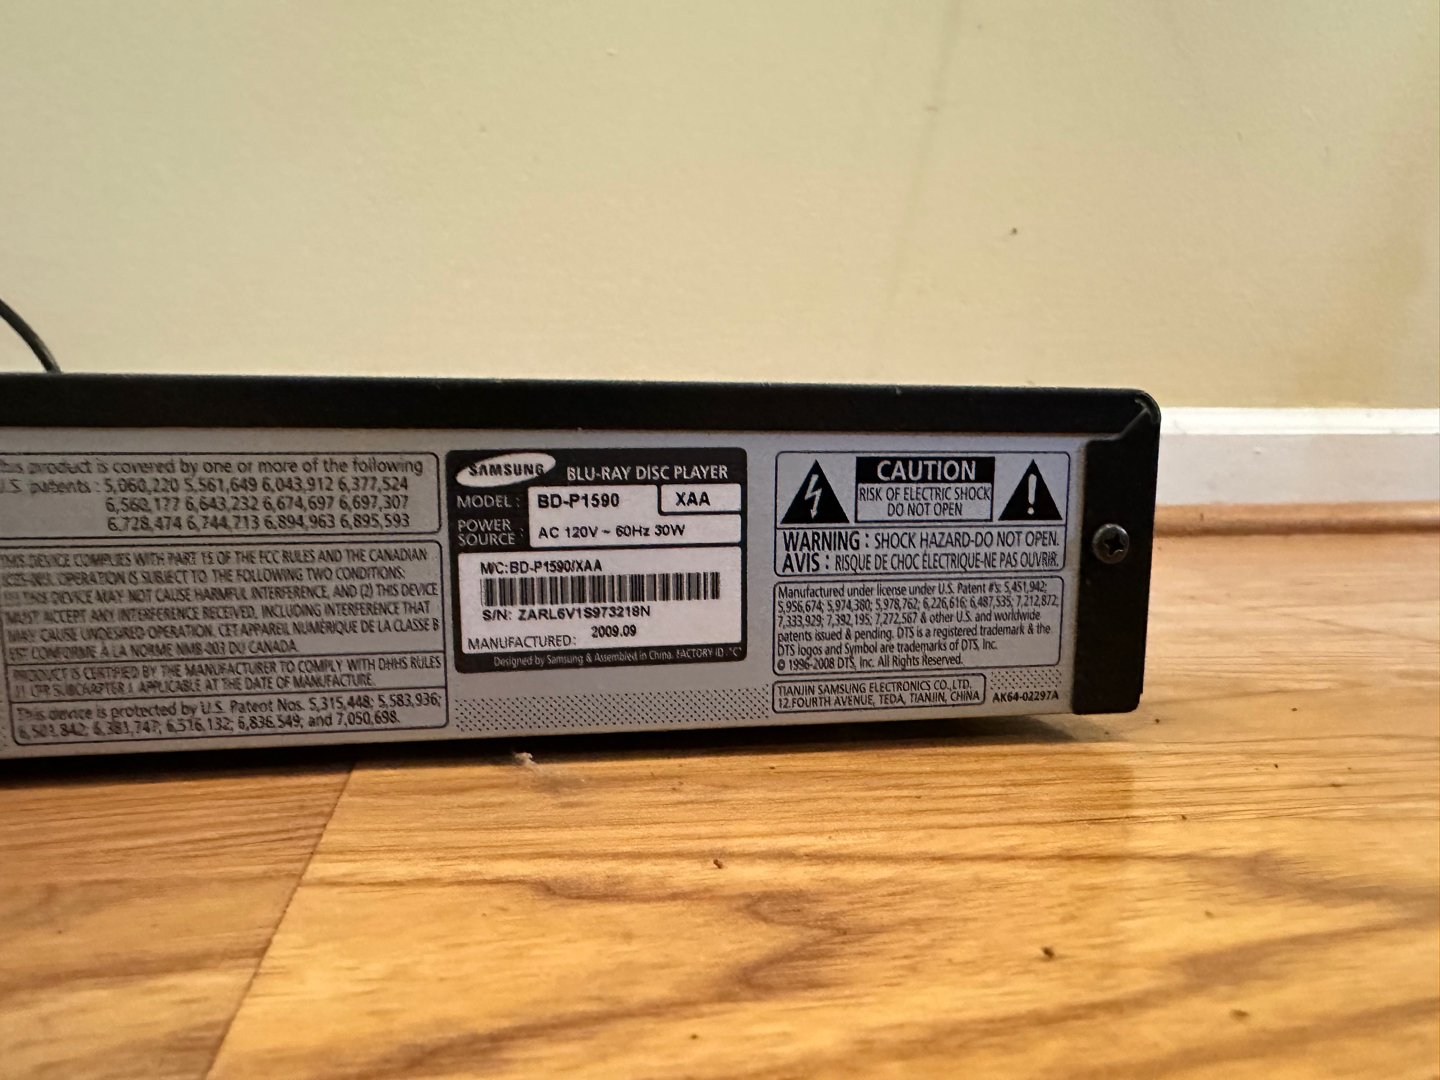 This product is covered by one or more of the following
U.S. patents : 5,060,220 5,561,649 6,043,912 6,377,524
6,560,177 6,643,232 6,674,697 6,697,307
6,728,474 6,744,713 6,894,963 6,895,593
THIS DEVICE COMPLIES WITH PART 15 OF THE FCC RULES AND THE CANADIAN
OPERATION IS SUBJECT TO THE FOLLOWING TWO CONDITIONS:
THIS DEVICE MAY NOT CAUSE HARMFUL INTERFERENCE, AND (2) THIS DEVICE
MUST ACCEPT ANY INTERFERENCE RECEIVED, INCLUDING INTERFERENCE THAT
MAY CAUSE UNDESIRED OPERATION. CET APPAREIL NUMÉRIQUE DE LA CLASSE B
EST CONFORME À LA NORME NMB-003 DU CANADA.
PRODUCT IS CERTIFIED BY THE MANUFACTURER TO COMPLY WITH DHHS RULES
21 CFR SUBCHAPTER J APPLICABLE AT THE DATE OF MANUFACTURE.
This device is protected by U.S. Patent Nos. 5,315,448; 5,583,936;
6,501,842; 6,381,747; 6,516,132; 6,836,549; and 7,050,698.
SAMSUNG BLU-RAY DISC PLAYER
MODEL : BD-P1590 XAA
POWER
SOURCE : AC 120V ~ 60Hz 30W
M/C:BD-P1590/XAA
S/N: ZARL6V1S973218N
MANUFACTURED: 2009.09
Designed by Samsung & Assembled in China. FACTORY ID :"C"
CAUTION
RISK OF ELECTRIC SHOCK
DO NOT OPEN
WARNING : SHOCK HAZARD-DO NOT OPEN.
AVIS : RISQUE DE CHOC ÉLECTRIQUE-NE PAS OUVRIR.
Manufactured under license under U.S. Patent #'s: 5,451,942;
5,956,674; 5,974,380; 5,978,762; 6,226,616; 6,487,535; 7,212,872;
7,333,929; 7,392,195; 7,272,567 & other U.S. and worldwide
patents issued & pending. DTS is a registered trademark & the
DTS logos and Symbol are trademarks of DTS, Inc.
© 1996-2008 DTS, Inc. All Rights Reserved.
TIANJIN SAMSUNG ELECTRONICS CO.,LTD.
12.FOURTH AVENUE, TEDA, TIANJIN, CHINA
AK64-02297A